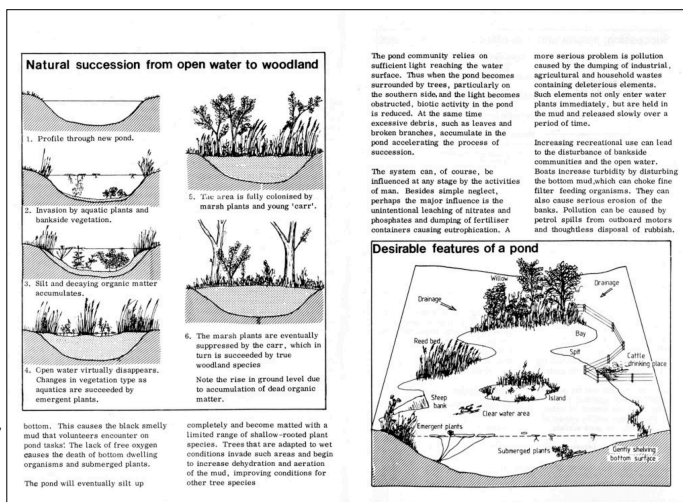 Natural succession from open water to woodland
1. Profile through new pond.
2. Invasion by aquatic plants and
bankside vegetation.
3. Silt and decaying organic matter
accumulates.
4. Open water virtually disappears.
Changes in vegetation type as
aquatics are succeeded by
emergent plants.
5. The area is fully colonised by
marsh plants and young 'carr'.
6. The marsh plants are eventually
suppressed by the carr, which in
turn is succeeded by true
woodland species
Note the rise in ground level due
to accumulation of dead organic
matter.
bottom. This causes the black smelly
mud that volunteers encounter on
pond tasks. The lack of free oxygen
causes the death of bottom dwelling
organisms and submerged plants.
The pond will eventually silt up
completely and become matted with a
limited range of shallow-rooted plant
species. Trees that are adapted to wet
conditions invade such areas and begin
to increase dehydration and aeration
of the mud, improving conditions for
other tree species
The pond community relies on
sufficient light reaching the water
surface. Thus when the pond becomes
surrounded by trees, particularly on
the southern side, and the light becomes
obstructed, biotic activity in the pond
is reduced. At the same time
excessive debris, such as leaves and
broken branches, accumulate in the
pond accelerating the process of
succession.
The system can, of course, be
influenced at any stage by the activities
of man. Besides simple neglect,
perhaps the major influence is the
unintentional leaching of nitrates and
phosphates and dumping of fertiliser
containers causing eutrophication. A
more serious problem is pollution
caused by the dumping of industrial,
agricultural and household wastes
containing deleterious elements.
Such elements not only enter water
plants immediately, but are held in
the mud and released slowly over a
period of time.
Increasing recreational use can lead
to the disturbance of bankside
communities and the open water.
Boats increase turbidity by disturbing
the bottom mud, which can choke fine
filter feeding organisms. They can
also cause serious erosion of the
banks. Pollution can be caused by
petrol spills from outboard motors
and thoughtless disposal of rubbish.
Desirable features of a pond
Willow
Drainage
Drainage
Bay
Reed bed
Spit
Cattle
drinking place
Steep
bank
Island
Clear water area
Emergent plants
Submerged plants
Gently shelving
bottom surface